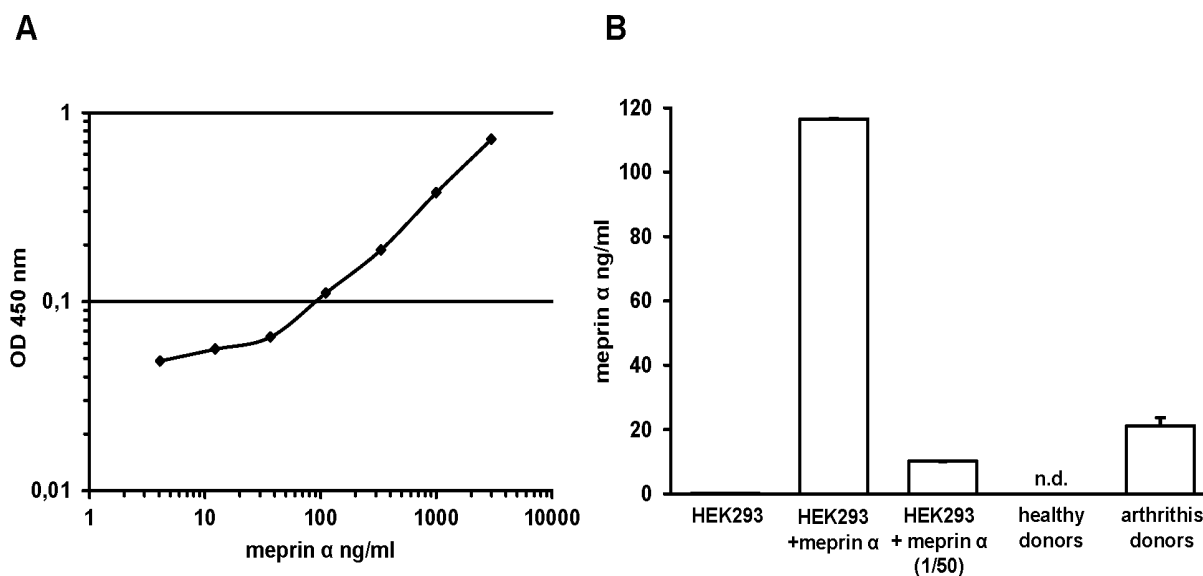 A
OD 450 nm
1
0,1
0,01
1 10 100 1000 10000
meprin α ng/ml
B
meprin α ng/ml
120
100
80
60
40
20
0
n.d.
HEK293
HEK293
+meprin α
HEK293
+ meprin α
(1/50)
healthy
donors
arthrithis
donors